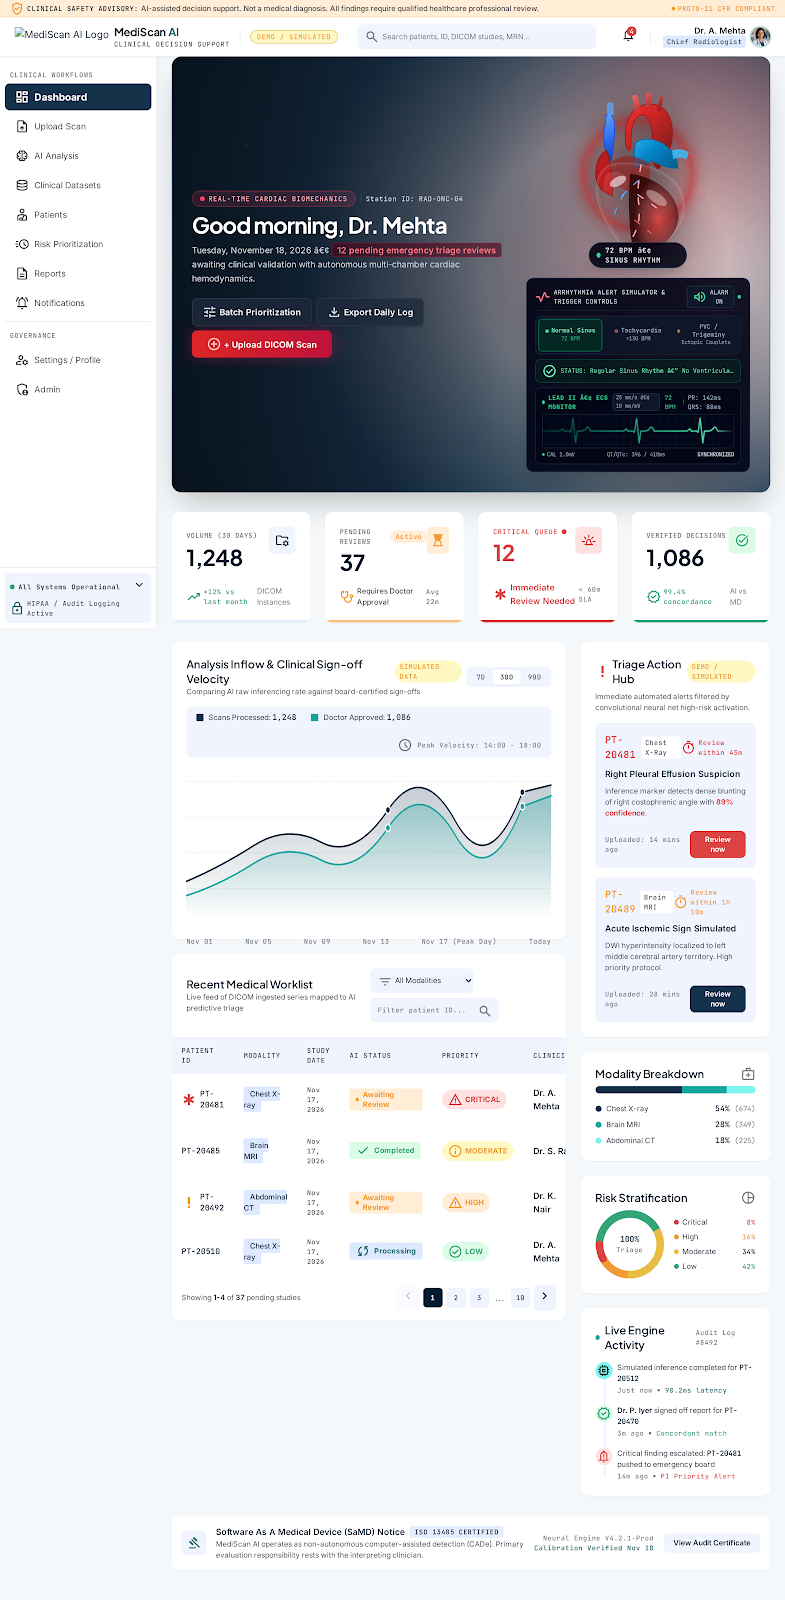 CLINICAL SAFETY ADVISORY: AI-assisted decision support. Not a medical diagnosis. All findings require qualified healthcare professional review.
PROTO-21 CFR COMPLIANT
MediScan AI Logo
MediScan AI
CLINICAL DECISION SUPPORT
DEMO / SIMULATED
Search patients, ID, DICOM studies, MRN...
4
Dr. A. Mehta
Chief Radiologist
CLINICAL WORKFLOWS
Dashboard
Upload Scan
AI Analysis
Clinical Datasets
Patients
Risk Prioritization
Reports
Notifications
GOVERNANCE
Settings / Profile
Admin
All Systems Operational
HIPAA / Audit Logging
Active
REAL-TIME CARDIAC BIOMECHANICS
Station ID: RAD-ONC-04
Good morning, Dr. Mehta
Tuesday, November 18, 2026 â€¢ 12 pending emergency triage reviews
awaiting clinical validation with autonomous multi-chamber cardiac
hemodynamics.
Batch Prioritization
Export Daily Log
+ Upload DICOM Scan
72 BPM â€¢
SINUS RHYTHM
ARRHYTHMIA ALERT SIMULATOR &
TRIGGER CONTROLS
ALARM
ON
Normal Sinus
72 BPM
Tachycardia
>130 BPM
PVC /
Trigeminy
Ectopic Couplets
STATUS: Regular Sinus Rhythm â€” No Ventricula…
LEAD II â€¢ ECG
MONITOR
25 mm/s â€¢
10 mm/mV
72
BPM
PR: 142ms
QRS: 88ms
CAL 1.0mV
QT/QTc: 396 / 418ms
SYNCHRONIZED
VOLUME (30 DAYS)
1,248
+12% vs
last month
DICOM
Instances
PENDING
REVIEWS
Active
37
Requires Doctor
Approval
Avg
22m
CRITICAL QUEUE
12
Immediate
Review Needed
< 60m
SLA
VERIFIED DECISIONS
1,086
99.4%
concordance
AI vs
MD
Analysis Inflow & Clinical Sign-off
Velocity
SIMULATED
DATA
7D
30D
90D
Comparing AI raw inferencing rate against board-certified sign-offs
Scans Processed: 1,248
Doctor Approved: 1,086
Peak Velocity: 14:00 - 18:00
Nov 01
Nov 05
Nov 09
Nov 13
Nov 17 (Peak Day)
Today
Recent Medical Worklist
Live feed of DICOM ingested series mapped to AI
predictive triage
All Modalities
Filter patient ID...
PATIENT
ID
MODALITY
STUDY
DATE
AI STATUS
PRIORITY
CLINICI
PT-
20481
Chest X-
ray
Nov
17,
2026
Awaiting
Review
CRITICAL
Dr. A.
Mehta
PT-20485
Brain
MRI
Nov
17,
2026
Completed
MODERATE
Dr. S. Ra
PT-
20492
Abdominal
CT
Nov
17,
2026
Awaiting
Review
HIGH
Dr. K.
Nair
PT-20510
Chest X-
ray
Nov
17,
2026
Processing
LOW
Dr. A.
Mehta
Showing 1-4 of 37 pending studies
1
2
3
...
10
Triage Action
Hub
DEMO /
SIMULATED
Immediate automated alerts filtered by
convolutional neural net high-risk activation.
PT-
20481
Chest
X-Ray
Review
within 45m
Right Pleural Effusion Suspicion
Inference marker detects dense blunting
of right costophrenic angle with 89%
confidence.
Uploaded: 14 mins
ago
Review
now
PT-
20489
Brain
MRI
Review
within 1h
10m
Acute Ischemic Sign Simulated
DWI hyperintensity localized to left
middle cerebral artery territory. High
priority protocol.
Uploaded: 28 mins
ago
Review
now
Modality Breakdown
Chest X-ray
54% (674)
Brain MRI
28% (349)
Abdominal CT
18% (225)
Risk Stratification
100%
Triage
Critical
8%
High
16%
Moderate
34%
Low
42%
Live Engine
Activity
Audit Log
#8492
Simulated inference completed for PT-
20512
Just now • 98.2ms latency
Dr. P. Iyer signed off report for PT-
20470
3m ago • Concordant match
Critical finding escalated: PT-20481
pushed to emergency board
14m ago • P1 Priority Alert
Software As A Medical Device (SaMD) Notice
ISO 13485 CERTIFIED
MediScan AI operates as non-autonomous computer-assisted detection (CADe). Primary
evaluation responsibility rests with the interpreting clinician.
Neural Engine V4.2.1-Prod
Calibration Verified Nov 18
View Audit Certificate